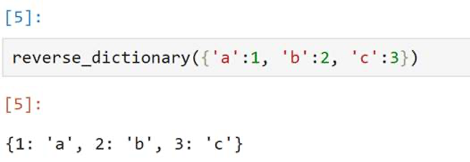 [5]:
reverse_dictionary({'a':1, 'b':2, 'c':3})
[5]:
{1: 'a', 2: 'b', 3: 'c'}